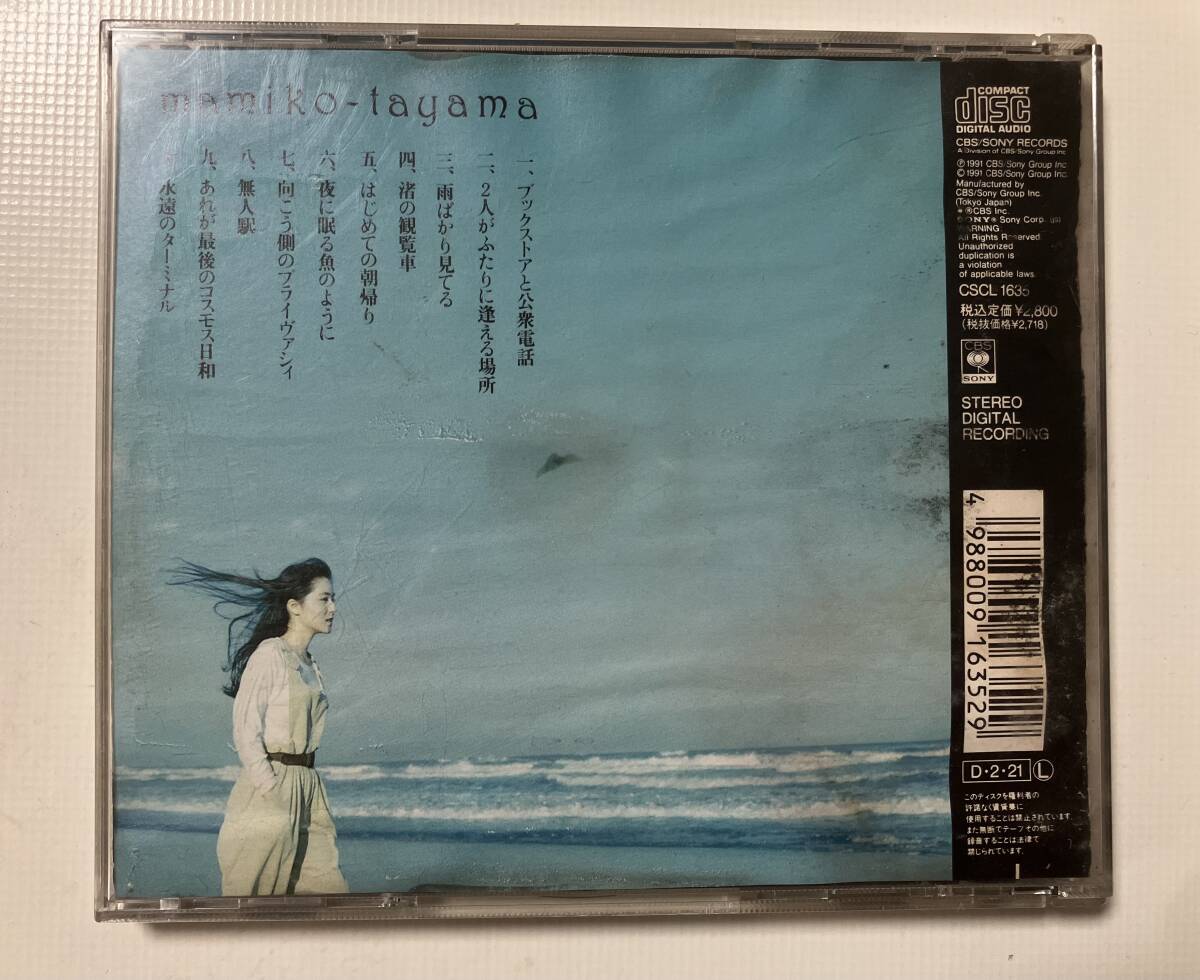 mamiko-tayama
一、ブックストアと公衆電話
二、2人がふたりに逢える場所
三、雨ばかり見てる
四、渚の観覧車
五、はじめての朝帰り
六、夜に眠る魚のように
七、向こう側のプライヴァシィ
八、無人駅
九、あれが最後のコスモス日和
永遠のターミナル
COMPACT
disc
DIGITAL AUDIO
CBS/SONY RECORDS
A Division of CBS/Sony Group Inc.
Ⓟ1991 CBS/Sony Group Inc.
©1991 CBS/Sony Group Inc.
Manufactured by
CBS/Sony Group Inc.
(Tokyo Japan)
® CBS Inc.
SONY® Sony Corp.
WARNING:
All Rights Reserved.
Unauthorized
duplication is
a violation
of applicable laws.
CSCL 1635
税込定価¥2,800
(税抜価格¥2,718)
CBS
SONY
STEREO
DIGITAL
RECORDING
4 988009 163529
D・2・21 Ⓛ
このディスクを権利者の
許諾なく賃貸業に
使用することは禁止されています。
また無断でテープその他に
録音することは法律で
禁じられています。